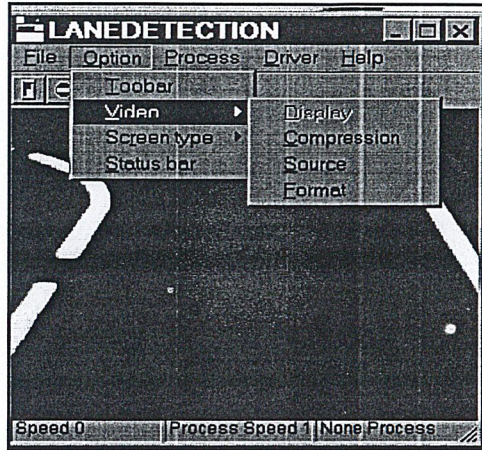 LANEDETECTION
File Option Process Driver Help
Toobar
Video
Screen type
Status bar
Display
Compression
Source
Format
Speed 0 Process Speed 1 None Process